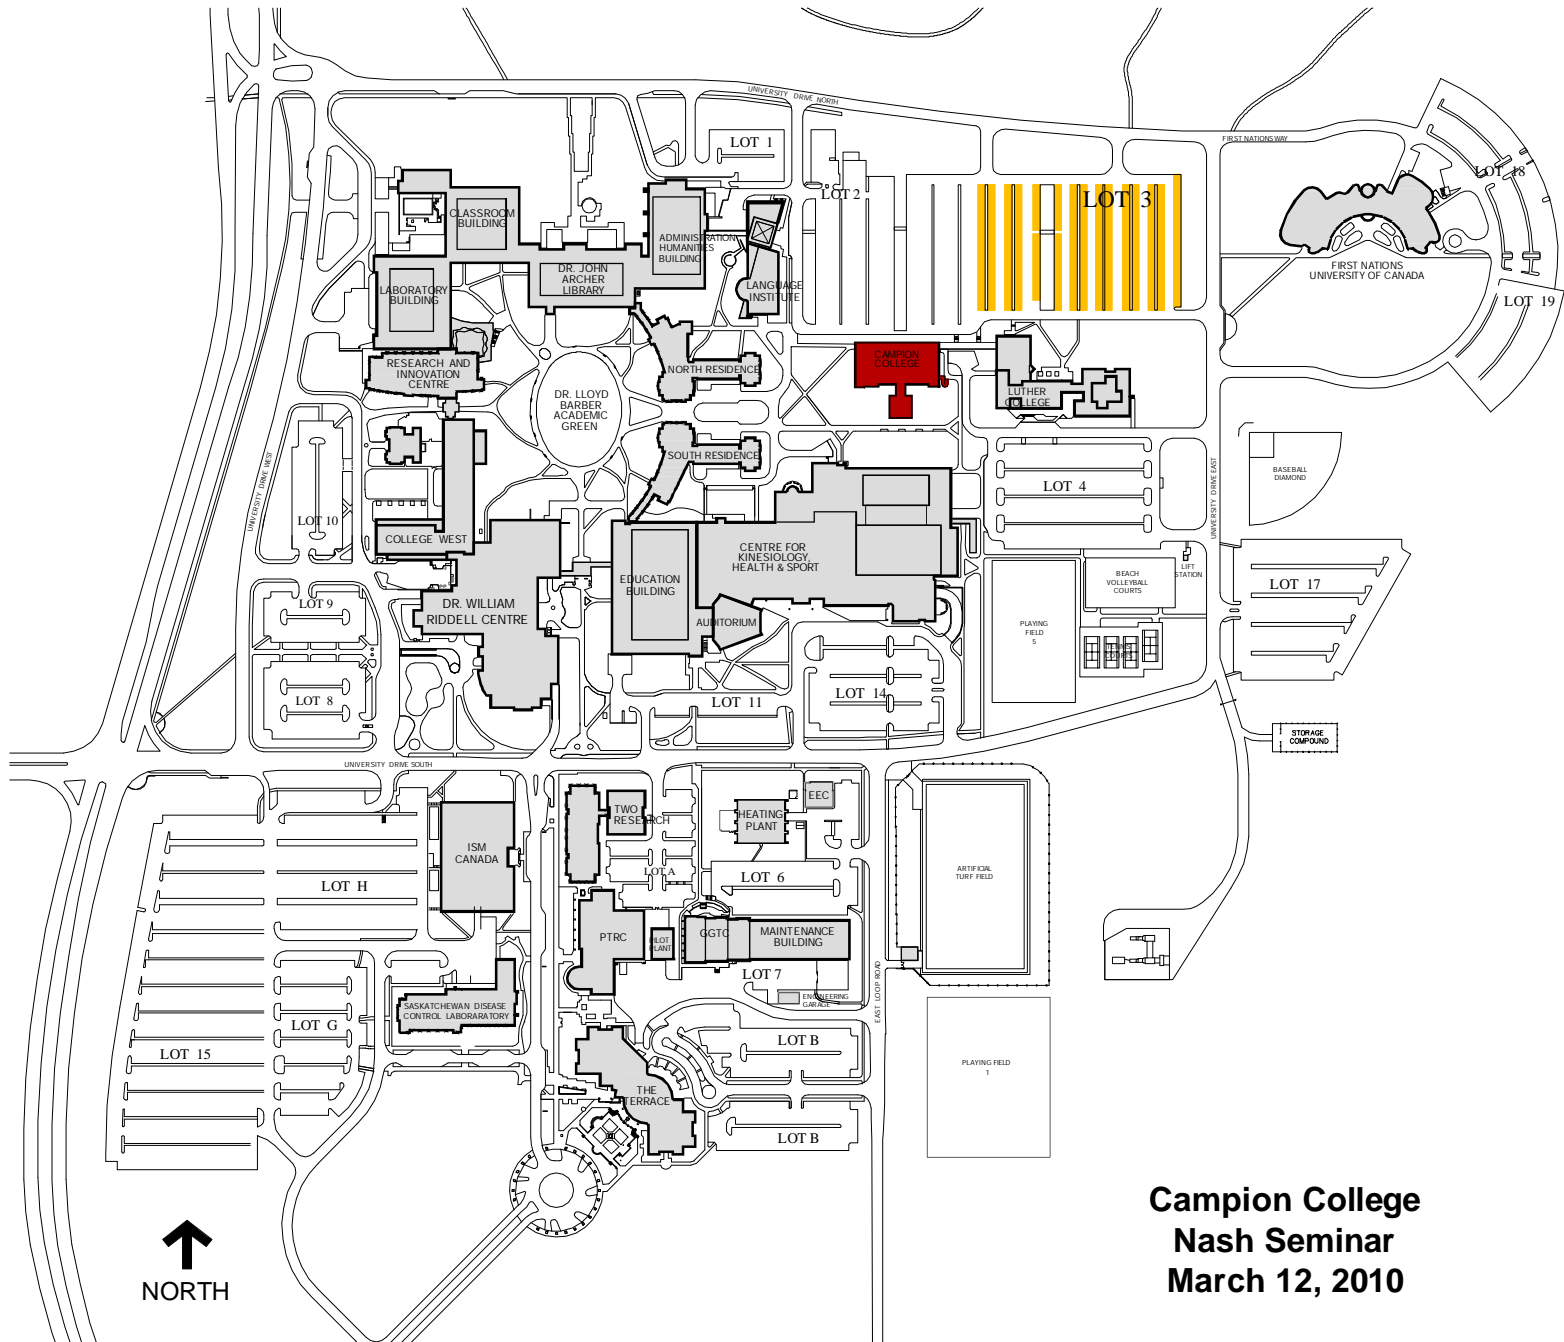 UNIVERSITY DRIVE NORTH
FIRST NATIONS WAY
LOT 1
LOT 2
LOT 3
LOT 18
CLASSROOM
BUILDING
ADMINISTRATION
HUMANITIES
BUILDING
DR. JOHN
ARCHER
LIBRARY
LABORATORY
BUILDING
LANGUAGE
INSTITUTE
FIRST NATIONS
UNIVERSITY OF CANADA
LOT 19
RESEARCH AND
INNOVATION
CENTRE
NORTH RESIDENCE
CAMPION
COLLEGE
LUTHER
COLLEGE
DR. LLOYD
BARBER
ACADEMIC
GREEN
SOUTH RESIDENCE
UNIVERSITY DRIVE WEST
LOT 10
LOT 4
UNIVERSITY DRIVE EAST
BASEBALL
DIAMOND
COLLEGE WEST
CENTRE FOR
KINESIOLOGY,
HEALTH & SPORT
EDUCATION
BUILDING
BEACH
VOLLEYBALL
COURTS
LIFT
STATION
LOT 17
LOT 9
DR. WILLIAM
RIDDELL CENTRE
AUDITORIUM
PLAYING
FIELD
5
TENNIS
COURTS
LOT 8
LOT 11
LOT 14
STORAGE
COMPOUND
UNIVERSITY DRIVE SOUTH
TWO
RESEARCH
HEATING
PLANT
EEC
ISM
CANADA
LOT H
LOT A
LOT 6
ARTIFICIAL
TURF FIELD
PTRC
PILOT
PLANT
GGTC
MAINTENANCE
BUILDING
LOT 7
ENGINEERING
GARAGE
EAST LOOP ROAD
SASKATCHEWAN DISEASE
CONTROL LABORARATORY
LOT G
LOT 15
LOT B
PLAYING FIELD
1
THE
TERRACE
LOT B
NORTH
Campion College
Nash Seminar
March 12, 2010